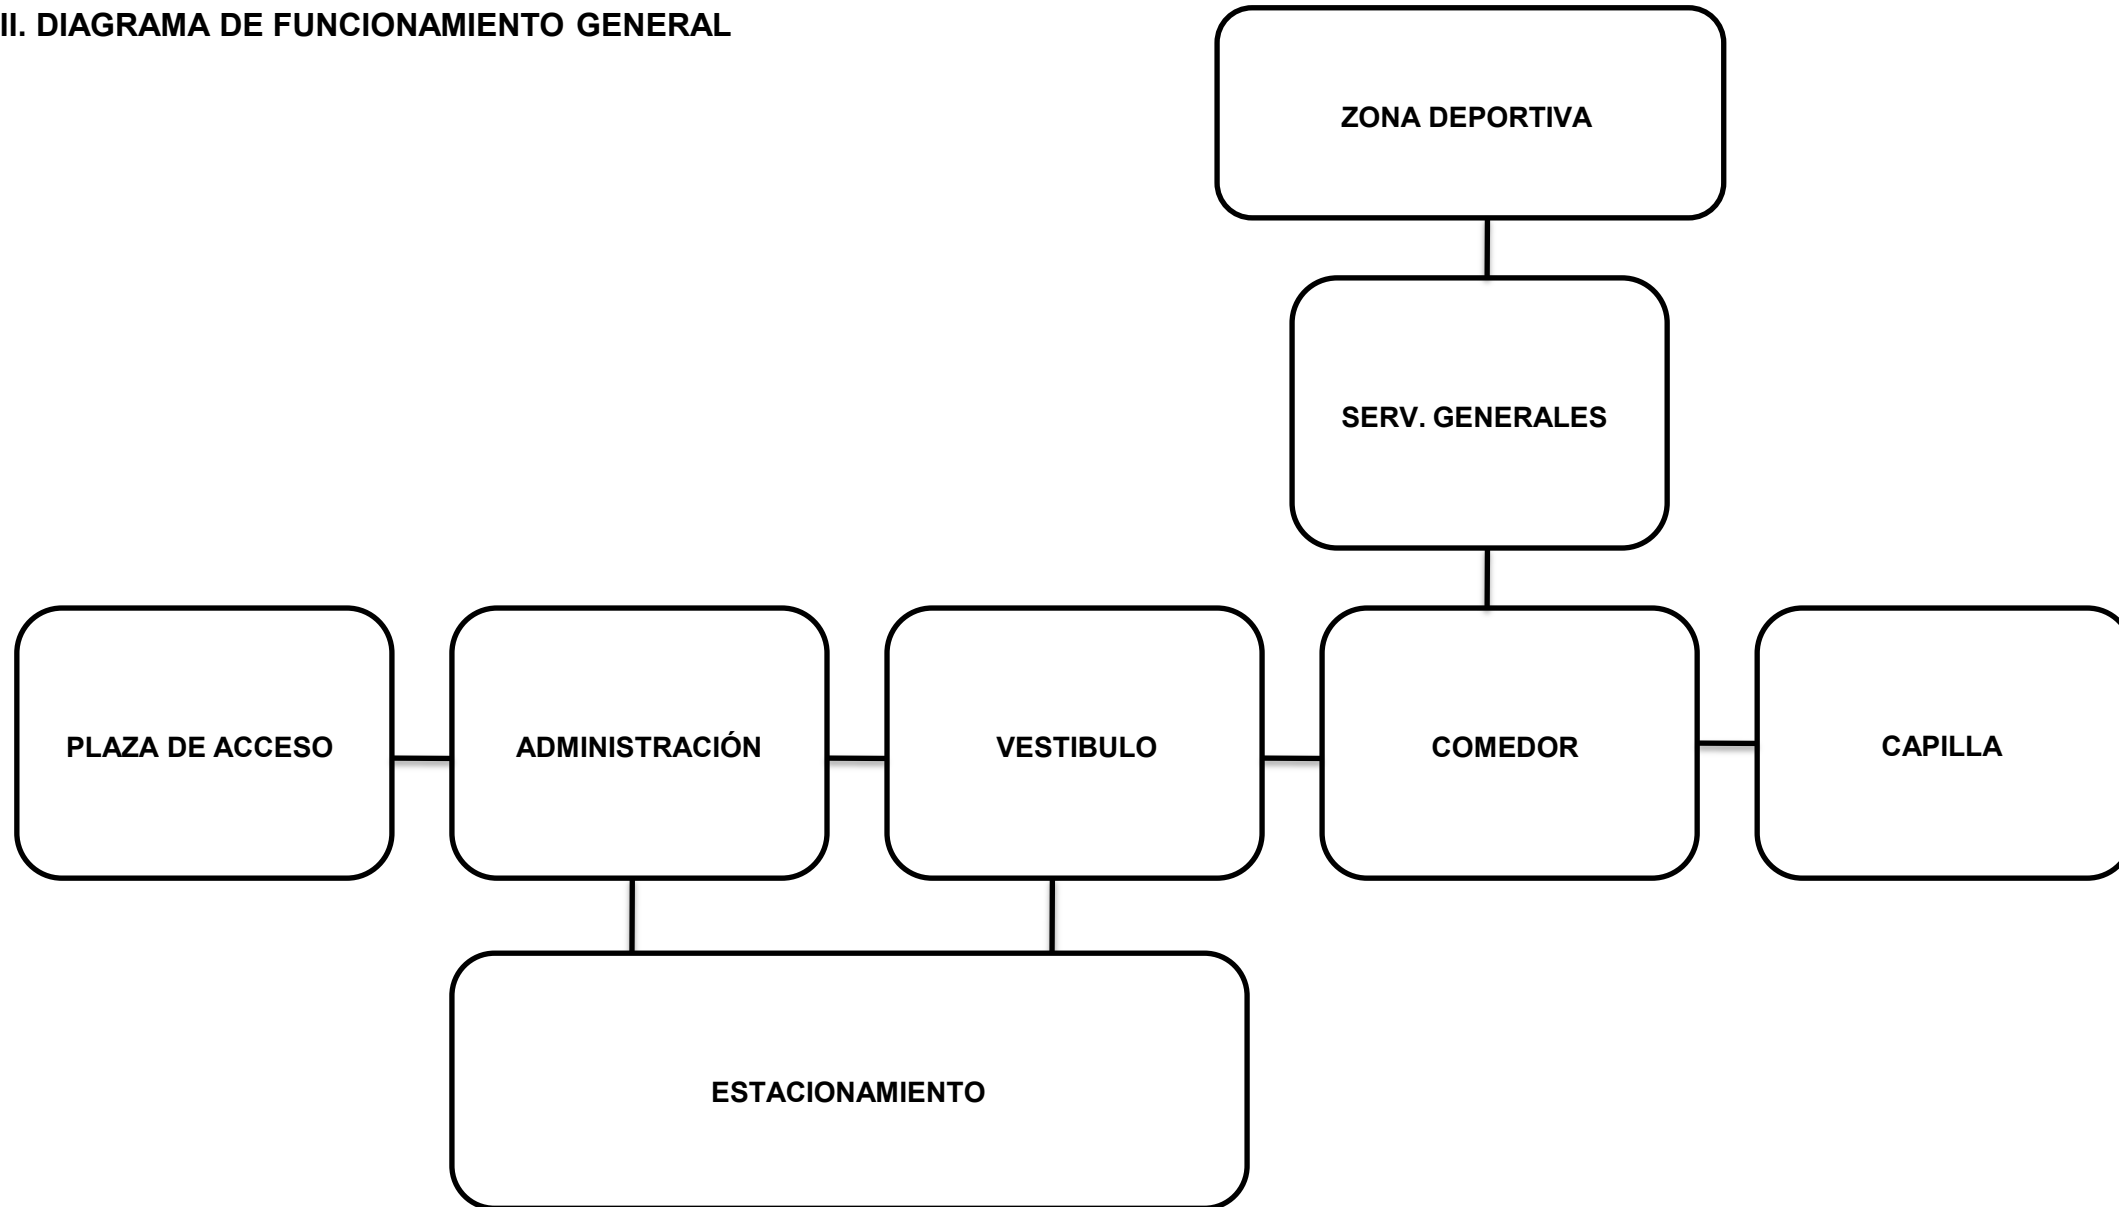 II. DIAGRAMA DE FUNCIONAMIENTO GENERAL
ZONA DEPORTIVA
SERV. GENERALES
PLAZA DE ACCESO
ADMINISTRACIÓN
VESTIBULO
COMEDOR
CAPILLA
ESTACIONAMIENTO